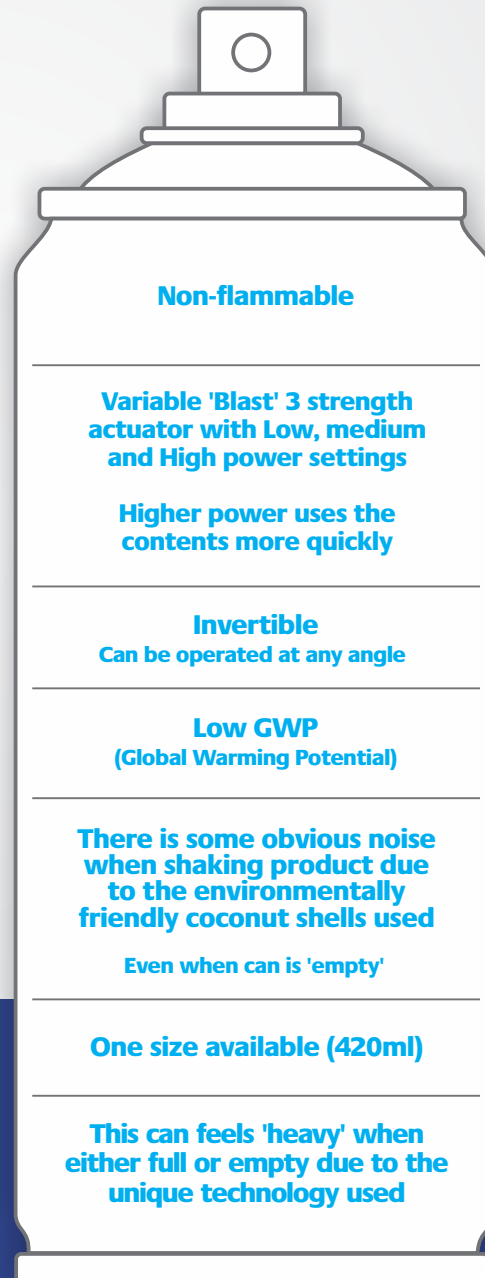 Non-flammable
Variable 'Blast' 3 strength
actuator with Low, medium
and High power settings
Higher power uses the
contents more quickly
Invertible
Can be operated at any angle
Low GWP
(Global Warming Potential)
There is some obvious noise
when shaking product due
to the environmentally
friendly coconut shells used
Even when can is 'empty'
One size available (420ml)
This can feels 'heavy' when
either full or empty due to the
unique technology used